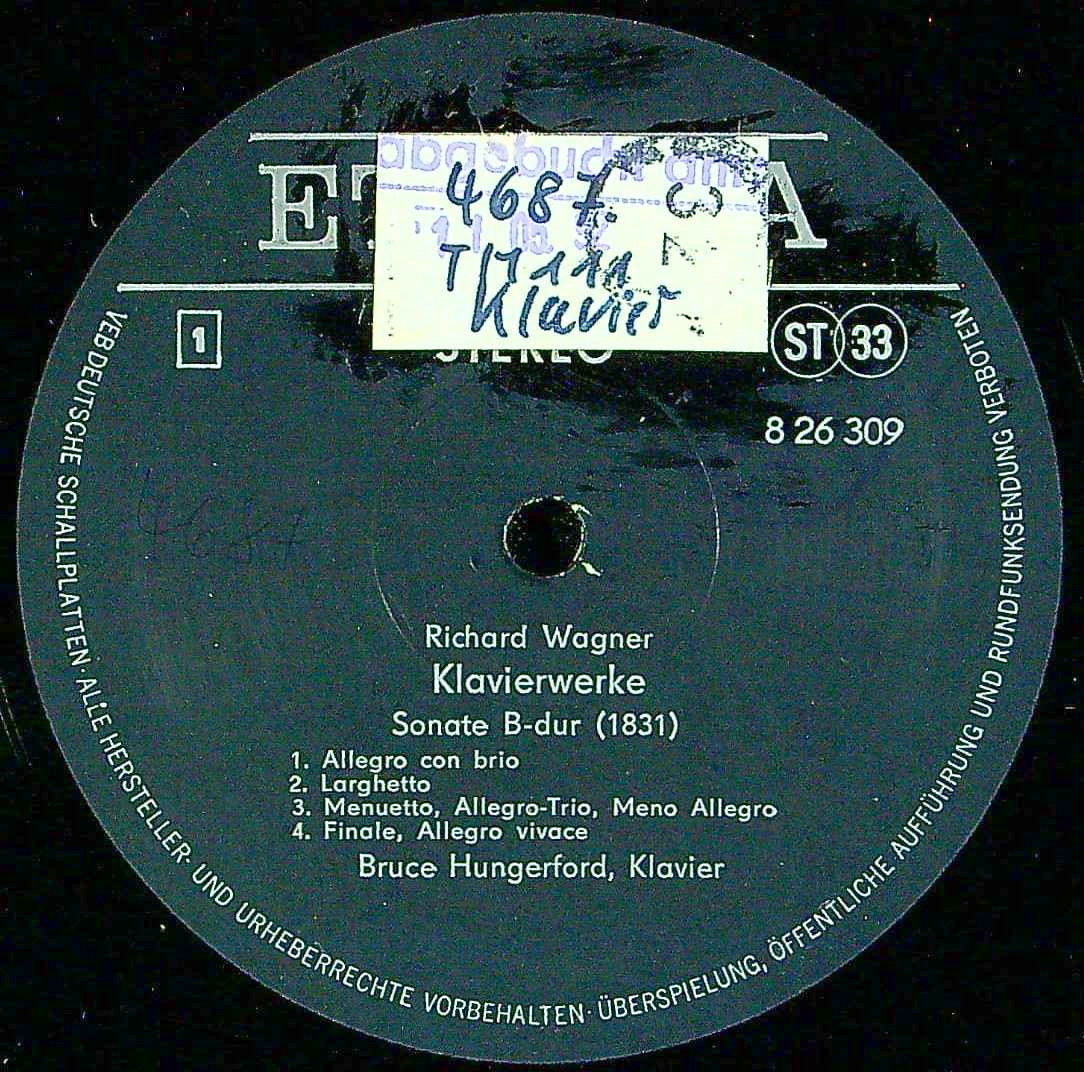 4687.
Klavier
STEREO
1
ST 33
8 26 309
Richard Wagner
Klavierwerke
Sonate B-dur (1831)
1. Allegro con brio
2. Larghetto
3. Menuetto, Allegro-Trio, Meno Allegro
4. Finale, Allegro vivace
Bruce Hungerford, Klavier
VEB DEUTSCHE SCHALLPLATTEN · ALLE HERSTELLER- UND URHEBERRECHTE VORBEHALTEN · ÜBERSPIELUNG, ÖFFENTLICHE AUFFÜHRUNG UND RUNDFUNKSENDUNG VERBOTEN